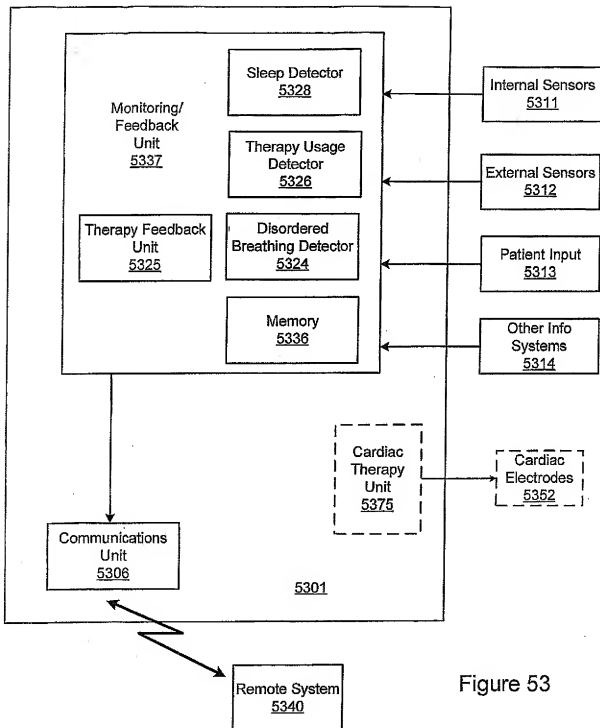 Sleep Detector
5328
Internal Sensors
5311
Monitoring/
Feedback
Unit
5337
Therapy Usage
Detector
5326
External Sensors
5312
Therapy Feedback
Unit
5325
Disordered
Breathing Detector
5324
Patient Input
5313
Memory
5336
Other Info
Systems
5314
Cardiac
Therapy
Unit
5375
Cardiac
Electrodes
5352
Communications
Unit
5306
5301
Remote System
5340
Figure 53